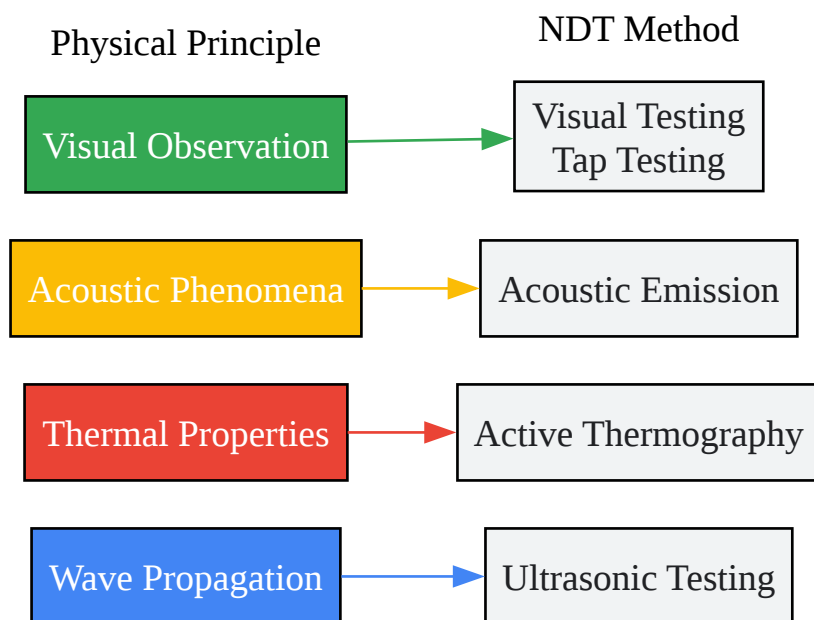 Physical Principle
NDT Method
Visual Observation
Visual Testing
Tap Testing
Acoustic Phenomena
Acoustic Emission
Thermal Properties
Active Thermography
Wave Propagation
Ultrasonic Testing